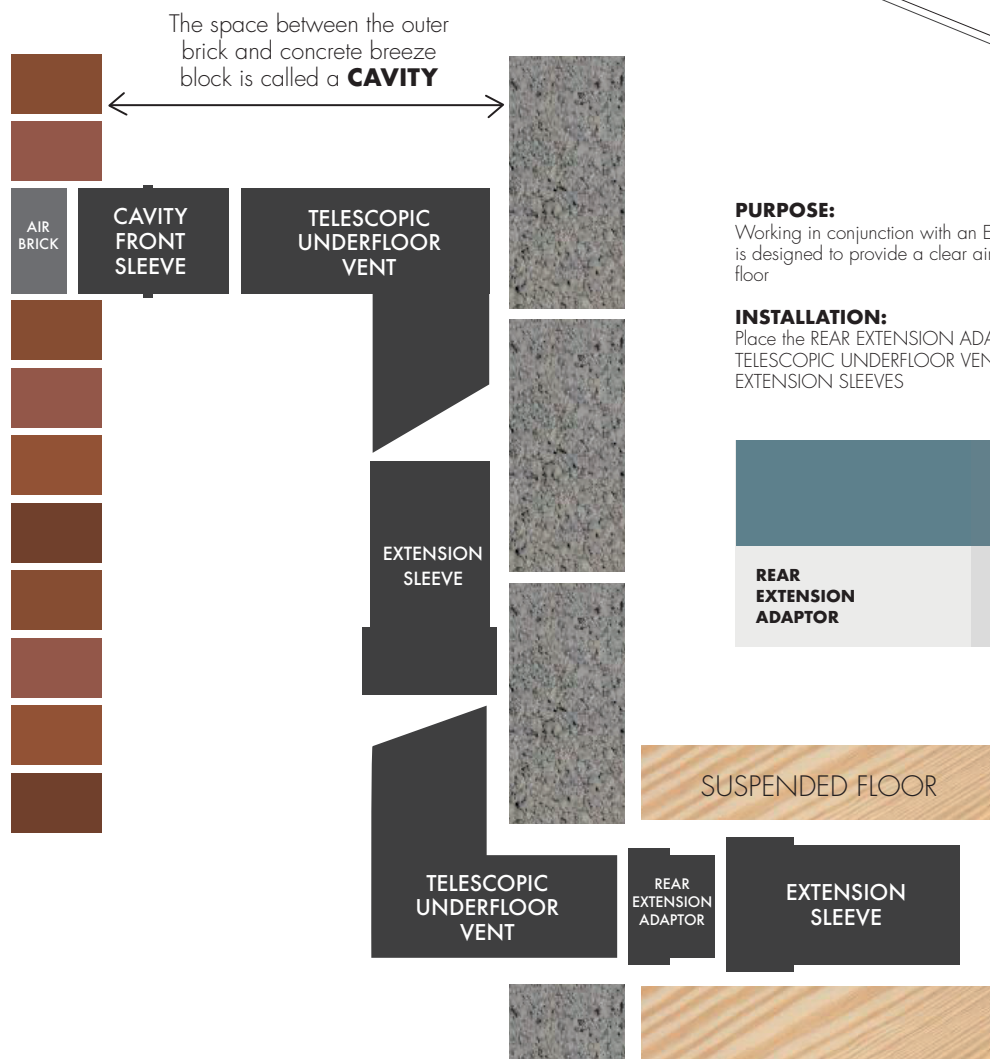 The space between the outer
brick and concrete breeze
block is called a CAVITY
AIR
BRICK
CAVITY
FRONT
SLEEVE
TELESCOPIC
UNDERFLOOR
VENT
PURPOSE:
Working in conjunction with an E
is designed to provide a clear air
floor
INSTALLATION:
Place the REAR EXTENSION ADA
TELESCOPIC UNDERFLOOR VEN
EXTENSION SLEEVES
EXTENSION
SLEEVE
REAR
EXTENSION
ADAPTOR
SUSPENDED FLOOR
TELESCOPIC
UNDERFLOOR
VENT
REAR
EXTENSION
ADAPTOR
EXTENSION
SLEEVE